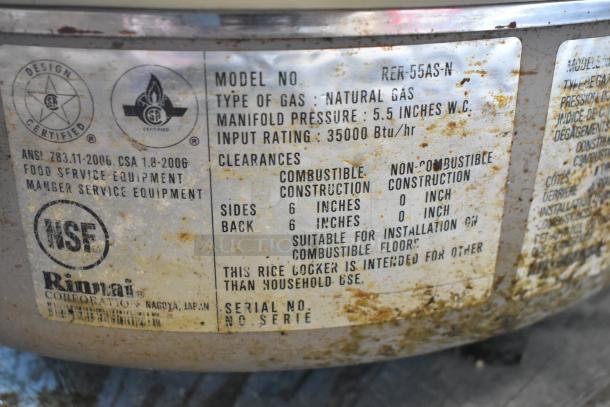 DESIGN
CERTIFIED
®
CERTIFIED
®
ANSI Z83.11-2006, CSA 1.8-2006
FOOD SERVICE EQUIPMENT
MANGER SERVICE EQUIPMENT
NSF
Rinnai®
CORPORATION NAGOYA, JAPAN
MODEL NO. RER-55AS-N
TYPE OF GAS : NATURAL GAS
MANIFOLD PRESSURE : 5.5 INCHES W.C.
INPUT RATING : 35000 Btu/hr
CLEARANCES
COMBUSTIBLE NON-COMBUSTIBLE
CONSTRUCTION CONSTRUCTION
SIDES 6 INCHES 0 INCH
BACK 6 INCHES 0 INCH
SUITABLE FOR INSTALLATION ON
COMBUSTIBLE FLOORS
THIS RICE COOKER IS INTENDED FOR OTHER
THAN HOUSEHOLD USE.
SERIAL NO.
NO. SERIE